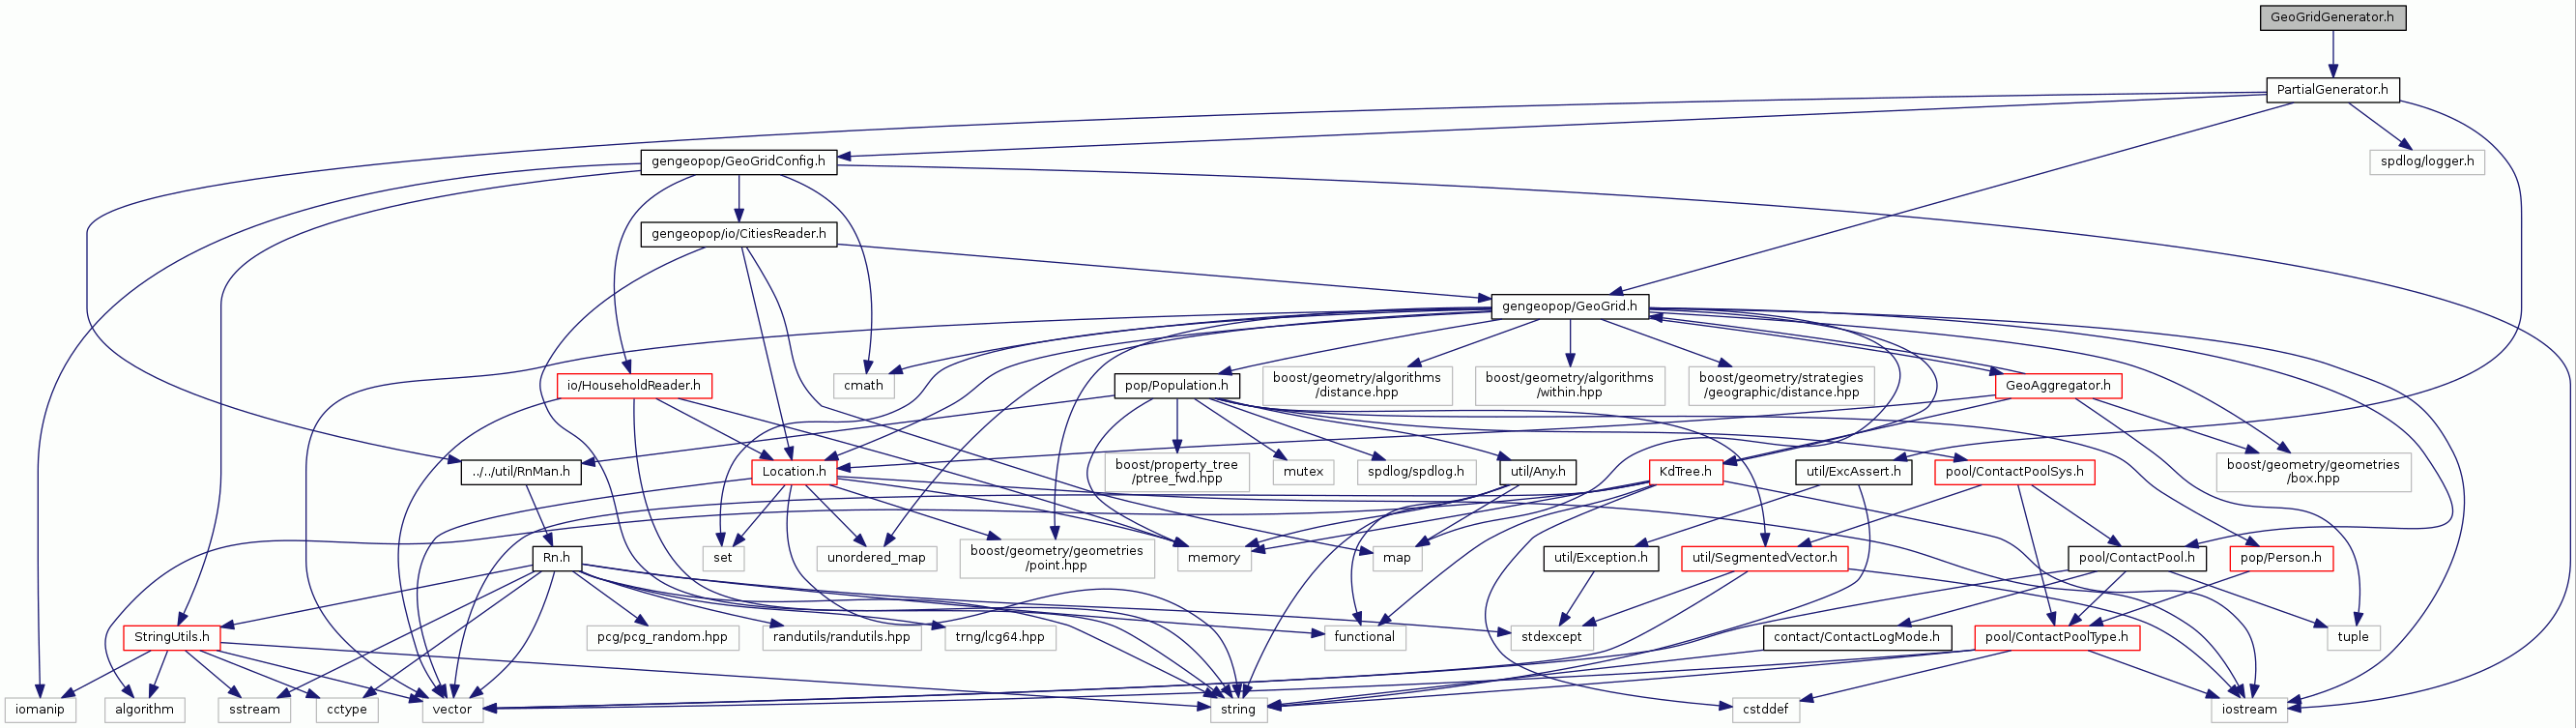 GeoGridGenerator.h
PartialGenerator.h
gengeopop/GeoGridConfig.h
spdlog/logger.h
gengeopop/io/CitiesReader.h
gengeopop/GeoGrid.h
io/HouseholdReader.h
cmath
pop/Population.h
boost/geometry/algorithms
/distance.hpp
boost/geometry/algorithms
/within.hpp
boost/geometry/strategies
/geographic/distance.hpp
GeoAggregator.h
../../util/RnMan.h
Location.h
boost/property_tree
/ptree_fwd.hpp
mutex
spdlog/spdlog.h
util/Any.h
KdTree.h
util/ExcAssert.h
pool/ContactPoolSys.h
boost/geometry/geometries
/box.hpp
Rn.h
set
unordered_map
boost/geometry/geometries
/point.hpp
memory
map
util/Exception.h
util/SegmentedVector.h
pool/ContactPool.h
pop/Person.h
StringUtils.h
pcg/pcg_random.hpp
randutils/randutils.hpp
trng/lcg64.hpp
functional
stdexcept
contact/ContactLogMode.h
pool/ContactPoolType.h
tuple
iomanip
algorithm
sstream
cctype
vector
string
cstddef
iostream